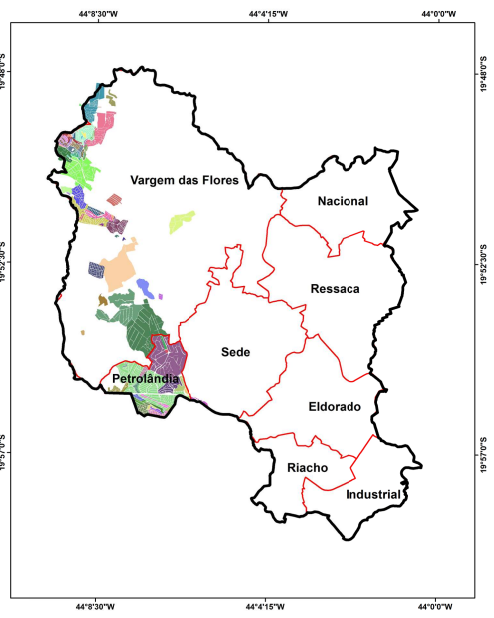 44°8'30"W 44°4'15"W 44°0'W
19°48'0"S 19°48'0"S
Vargem das Flores
Nacional
19°52'30"S 19°52'30"S
Ressaca
Sede
Petrolândia
Eldorado
19°57'0"S 19°57'0"S
Riacho
Industrial
44°8'30"W 44°4'15"W 44°0'W